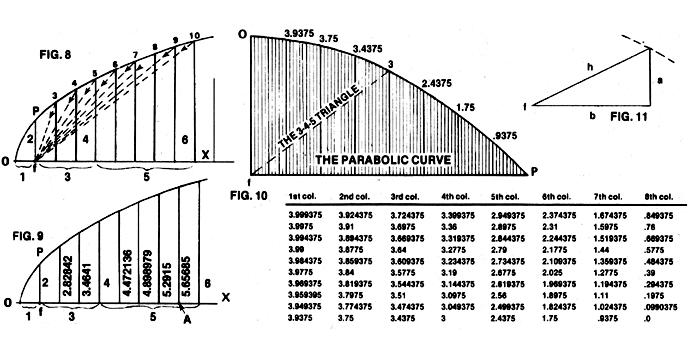 FIG. 8
3 4 5 6 7 8 9 10
P
2 4 6
O f X
1 3 5
FIG. 9
P
2 2.82842 3.4641 4 4.472136 4.898979 5.2915 5.65685 6
O X
1 f 3 5
A
O 3.9375 3.75 3.4375 3 2.4375 1.75 .9375
THE 3-4-5 TRIANGLE
THE PARABOLIC CURVE
f P
FIG. 10
h a
f b
FIG. 11
1st col. 2nd col. 3rd col. 4th col. 5th col. 6th col. 7th col. 8th col.
3.999375 3.924375 3.724375 3.399375 2.949375 2.374375 1.674375 .849375
3.9975 3.91 3.6975 3.36 2.8975 2.31 1.5975 .76
3.994375 3.894375 3.669375 3.319375 2.844375 2.244375 1.519375 .669375
3.99 3.8775 3.64 3.2775 2.79 2.1775 1.44 .5775
3.984375 3.859375 3.609375 3.234375 2.734375 2.109375 1.359375 .484375
3.9775 3.84 3.5775 3.19 2.6775 2.025 1.2775 .39
3.969375 3.819375 3.544375 3.144375 2.619375 1.969375 1.194375 .294375
3.959395 3.7975 3.51 3.0975 2.56 1.8975 1.11 .1975
3.949375 3.774375 3.474375 3.049375 2.499375 1.824375 1.024375 .0990375
3.9375 3.75 3.4375 3 2.4375 1.75 .9375 .0